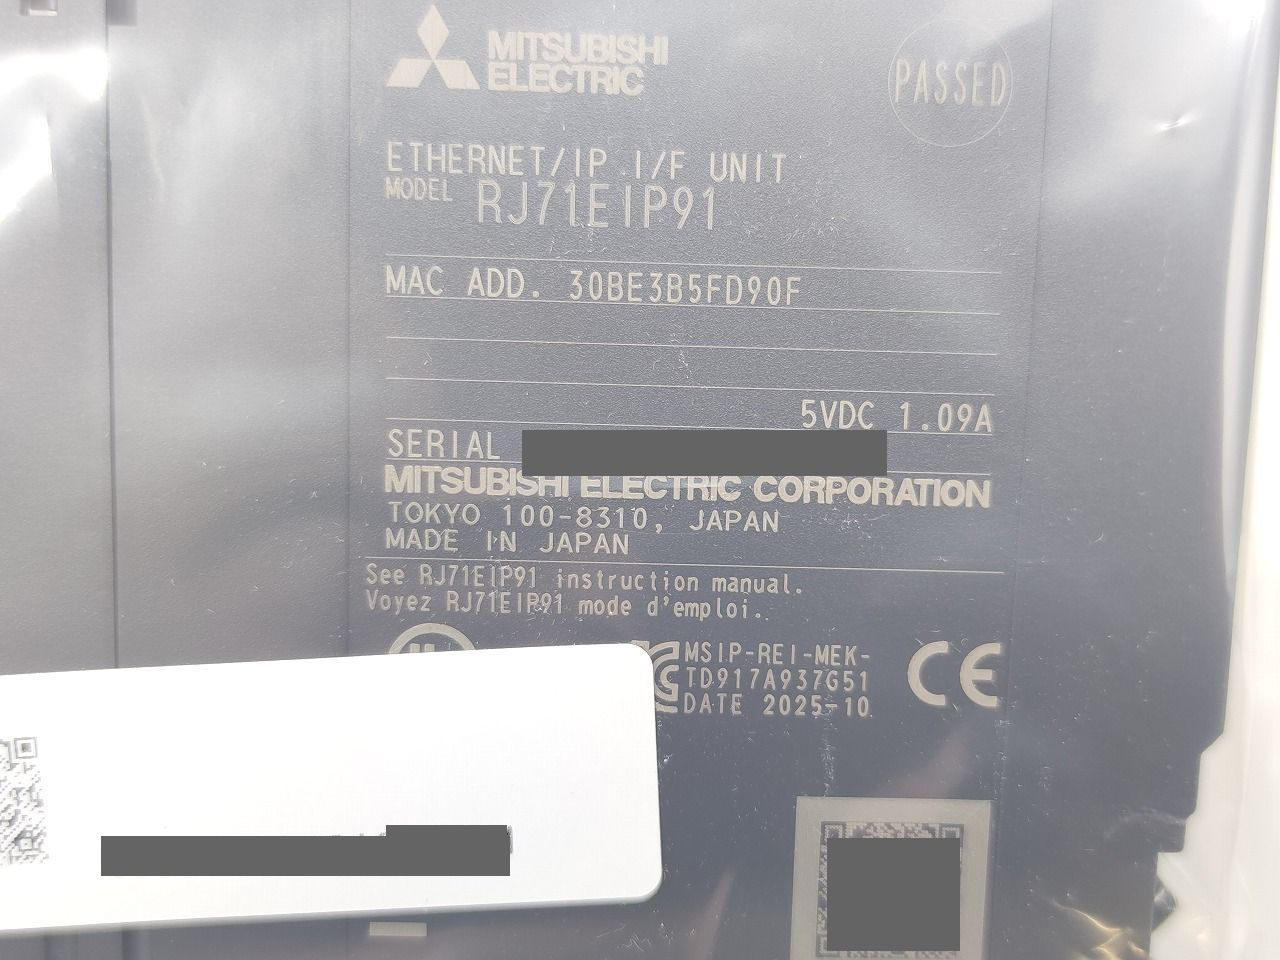 MITSUBISHI
ELECTRIC
PASSED
ETHERNET/IP I/F UNIT
MODEL RJ71EIP91
MAC ADD. 30BE3B5FD90F
5VDC 1.09A
SERIAL
MITSUBISHI ELECTRIC CORPORATION
TOKYO 100-8310, JAPAN
MADE IN JAPAN
See RJ71EIP91 instruction manual.
Voyez RJ71EIP91 mode d'emploi.
MSIP-REI-MEK-
TD917A937G51
DATE 2025-10
CE